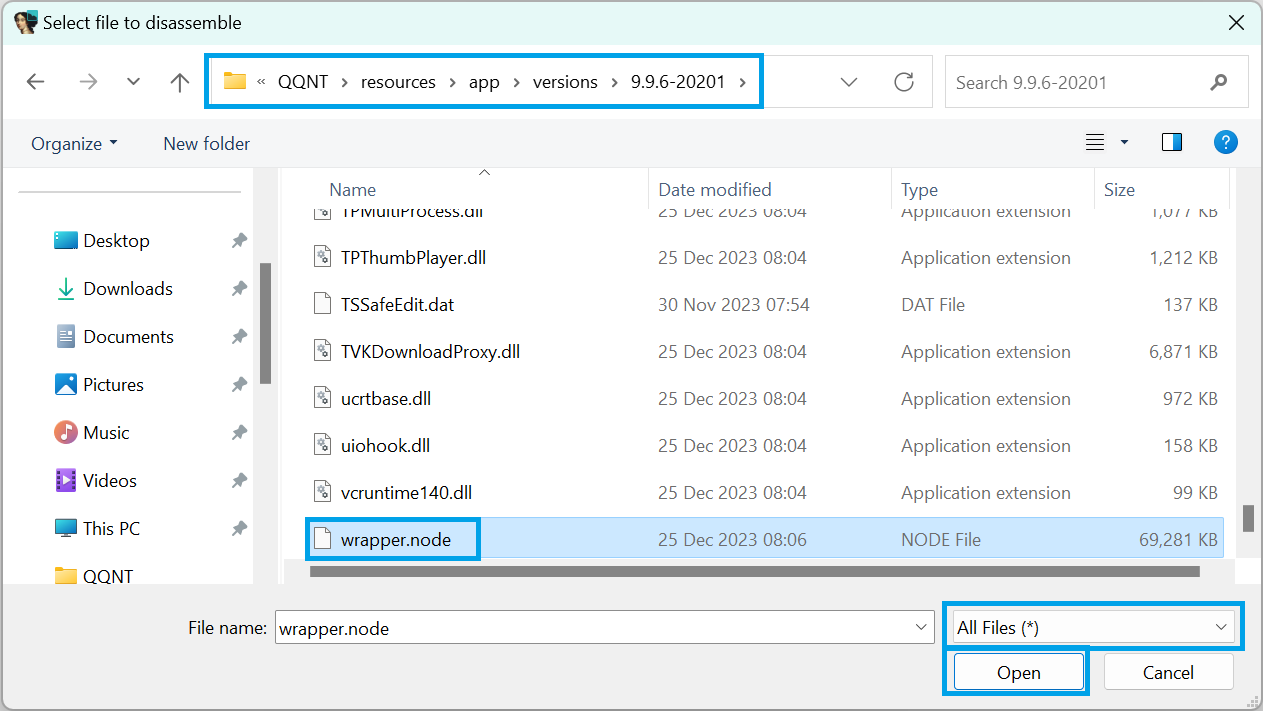 Select file to disassemble
« QQNT > resources > app > versions > 9.9.6-20201 >
Search 9.9.6-20201
Organize
New folder
Name Date modified Type Size
TPMultiProcess.dll 25 Dec 2023 08:04 Application extension 1,077 KB
TPThumbPlayer.dll 25 Dec 2023 08:04 Application extension 1,212 KB
TSSafeEdit.dat 30 Nov 2023 07:54 DAT File 137 KB
TVKDownloadProxy.dll 25 Dec 2023 08:04 Application extension 6,871 KB
ucrtbase.dll 25 Dec 2023 08:04 Application extension 972 KB
uiohook.dll 25 Dec 2023 08:04 Application extension 158 KB
vcruntime140.dll 25 Dec 2023 08:04 Application extension 99 KB
wrapper.node 25 Dec 2023 08:06 NODE File 69,281 KB
Desktop
Downloads
Documents
Pictures
Music
Videos
This PC
QQNT
File name: wrapper.node
All Files (*)
Open
Cancel